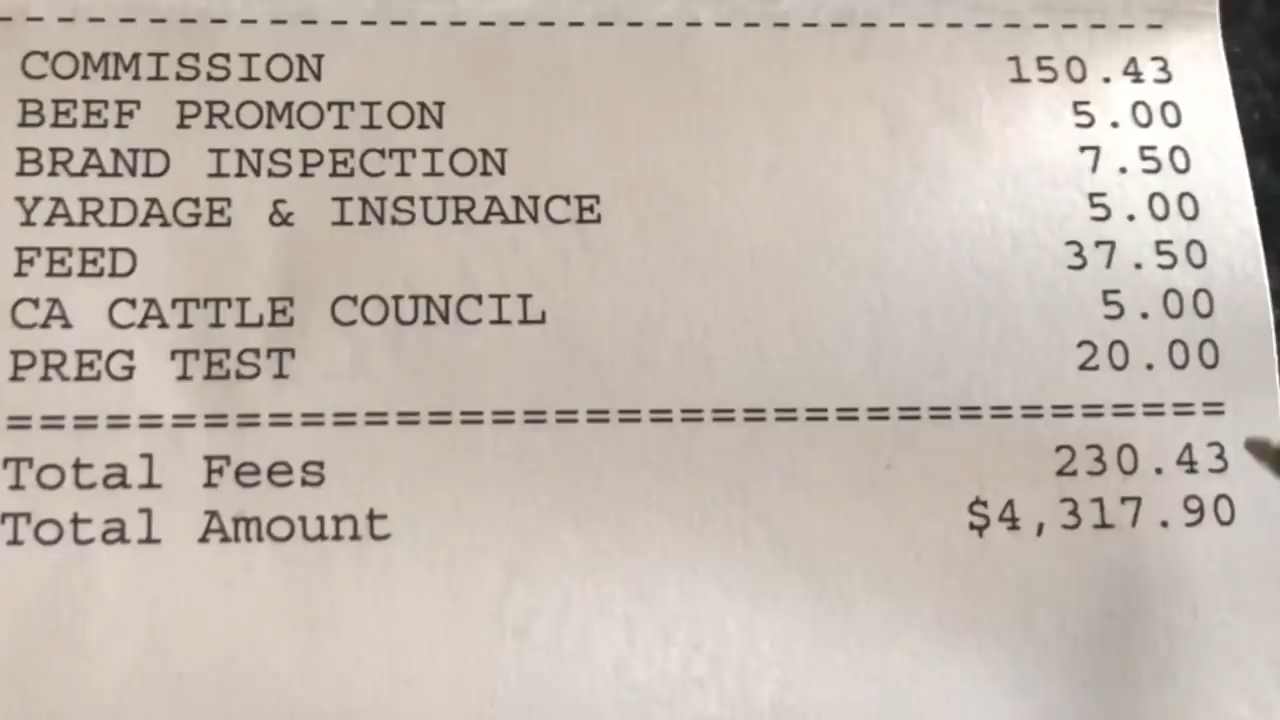 COMMISSION 150.43
BEEF PROMOTION 5.00
BRAND INSPECTION 7.50
YARDAGE & INSURANCE 5.00
FEED 37.50
CA CATTLE COUNCIL 5.00
PREG TEST 20.00
Total Fees 230.43
Total Amount $4,317.90